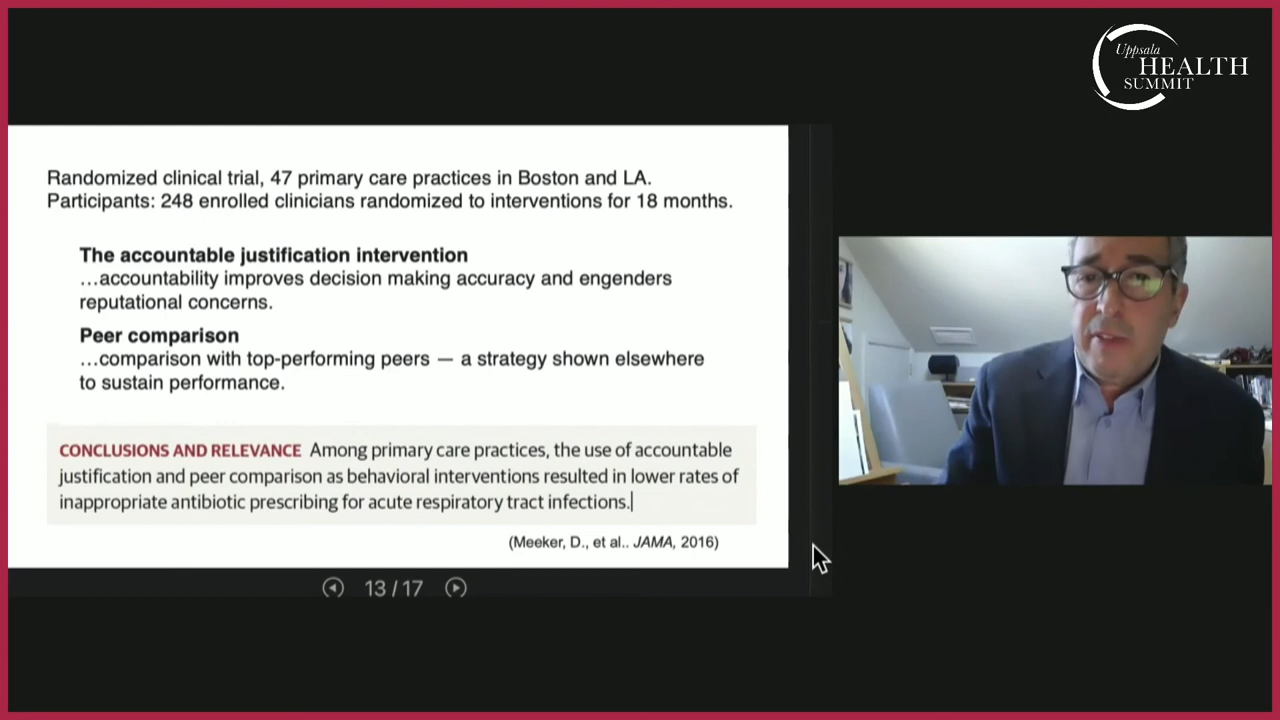 Uppsala
HEALTH
SUMMIT
Randomized clinical trial, 47 primary care practices in Boston and LA.
Participants: 248 enrolled clinicians randomized to interventions for 18 months.
The accountable justification intervention
…accountability improves decision making accuracy and engenders
reputational concerns.
Peer comparison
…comparison with top-performing peers — a strategy shown elsewhere
to sustain performance.
CONCLUSIONS AND RELEVANCE Among primary care practices, the use of accountable
justification and peer comparison as behavioral interventions resulted in lower rates of
inappropriate antibiotic prescribing for acute respiratory tract infections.
(Meeker, D., et al.. JAMA, 2016)
13 / 17